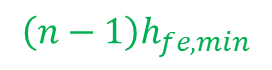 (n − 1)h_{fe,min}